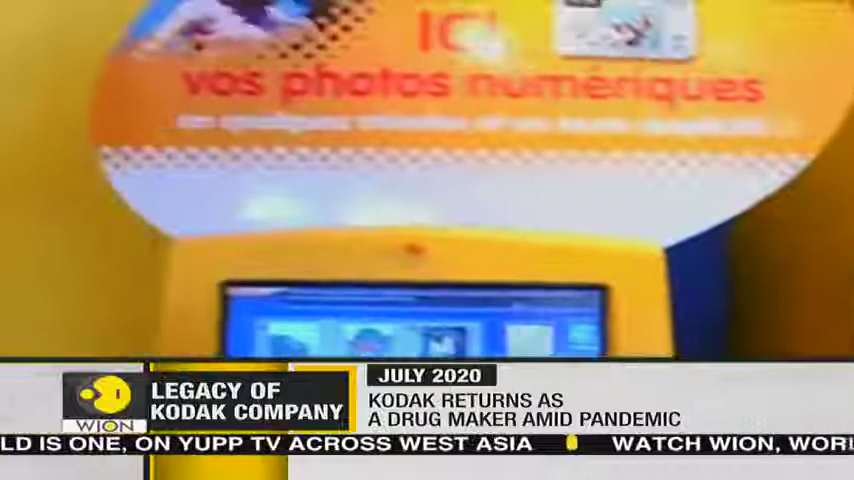 ICI
vos photos numériques
JULY 2020
LEGACY OF
KODAK COMPANY
KODAK RETURNS AS
A DRUG MAKER AMID PANDEMIC
WION
LD IS ONE, ON YUPP TV ACROSS WEST ASIA WATCH WION, WORL